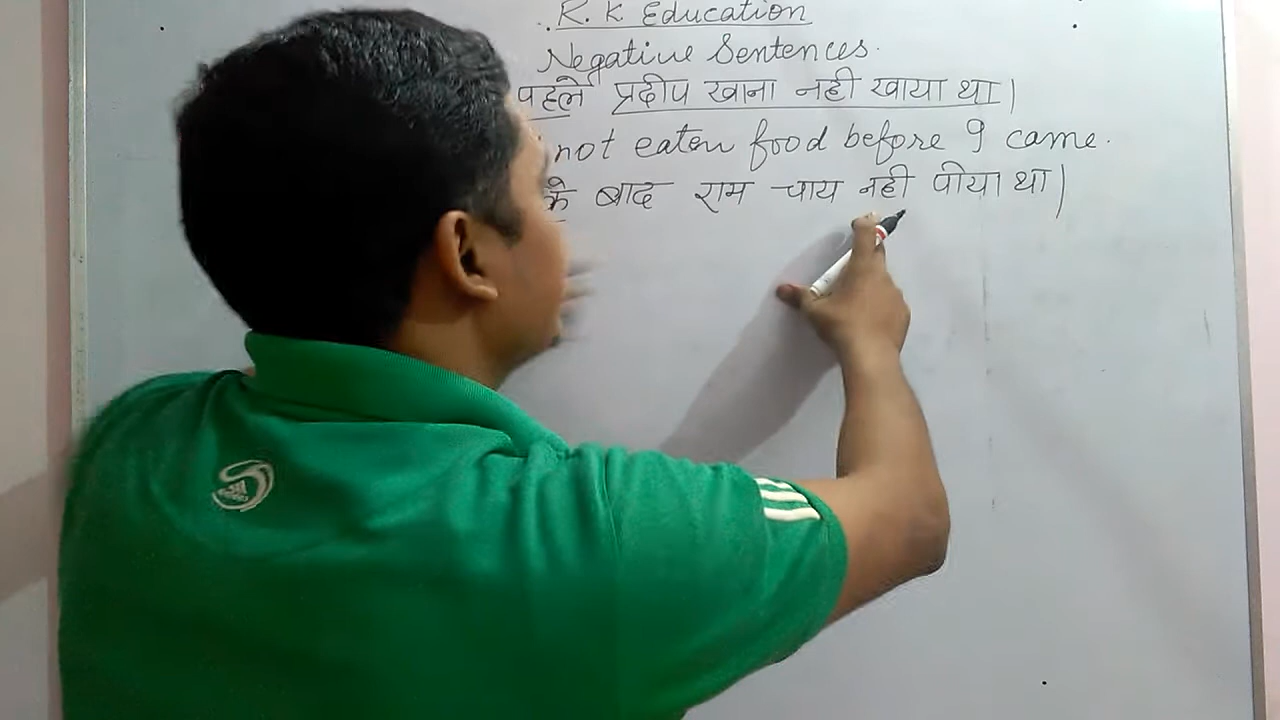 R. K. Education
Negative Sentences.
पहले प्रदीप खाना नही खाया था।
not eaten food before I came.
के बाद राम चाय नही पीया था।